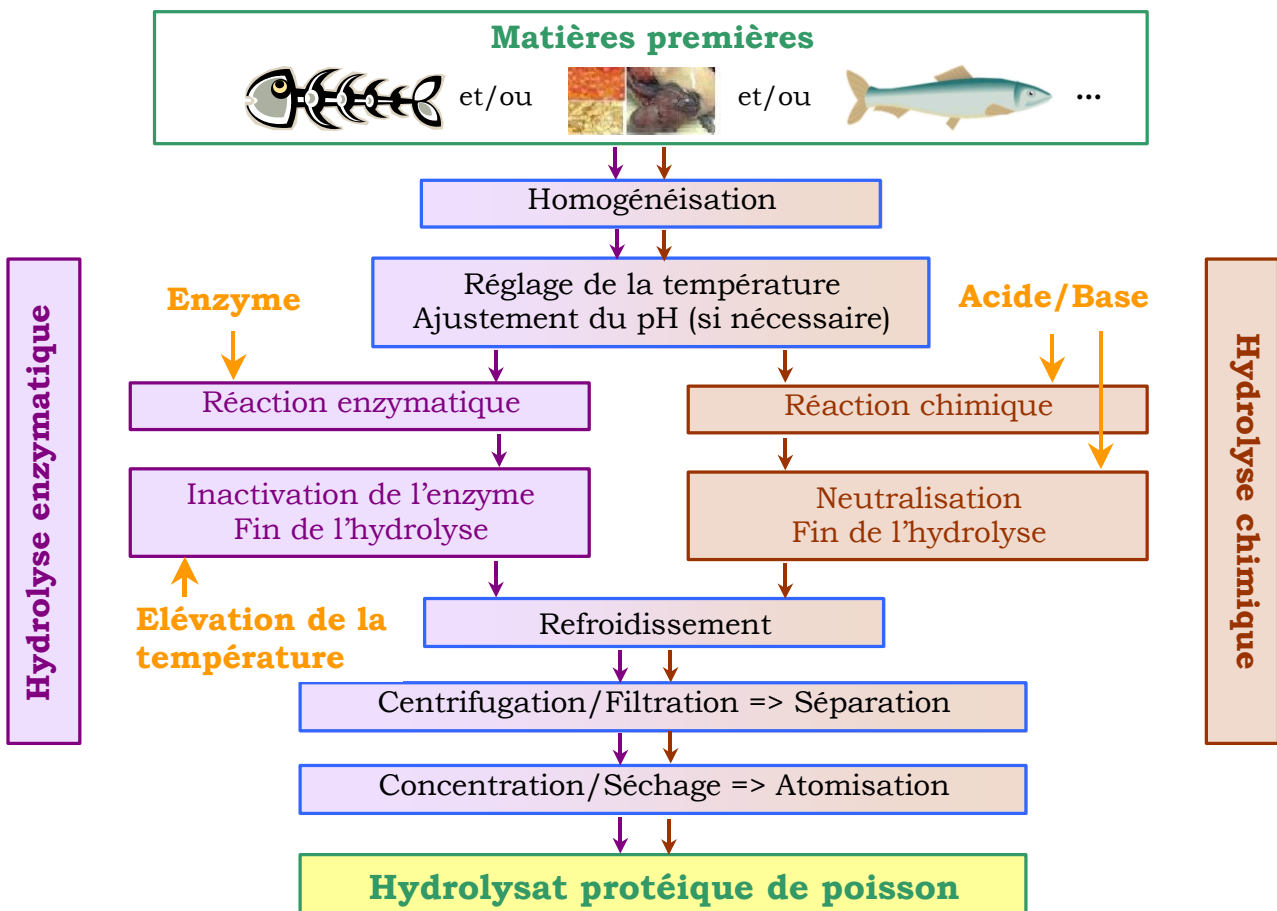 Matières premières
et/ou
et/ou
...
Homogénéisation
Réglage de la température
Ajustement du pH (si nécessaire)
Enzyme
Acide/Base
Hydrolyse enzymatique
Hydrolyse chimique
Réaction enzymatique
Réaction chimique
Inactivation de l’enzyme
Fin de l’hydrolyse
Neutralisation
Fin de l’hydrolyse
Elévation de la
température
Refroidissement
Centrifugation/Filtration => Séparation
Concentration/Séchage => Atomisation
Hydrolysat protéique de poisson